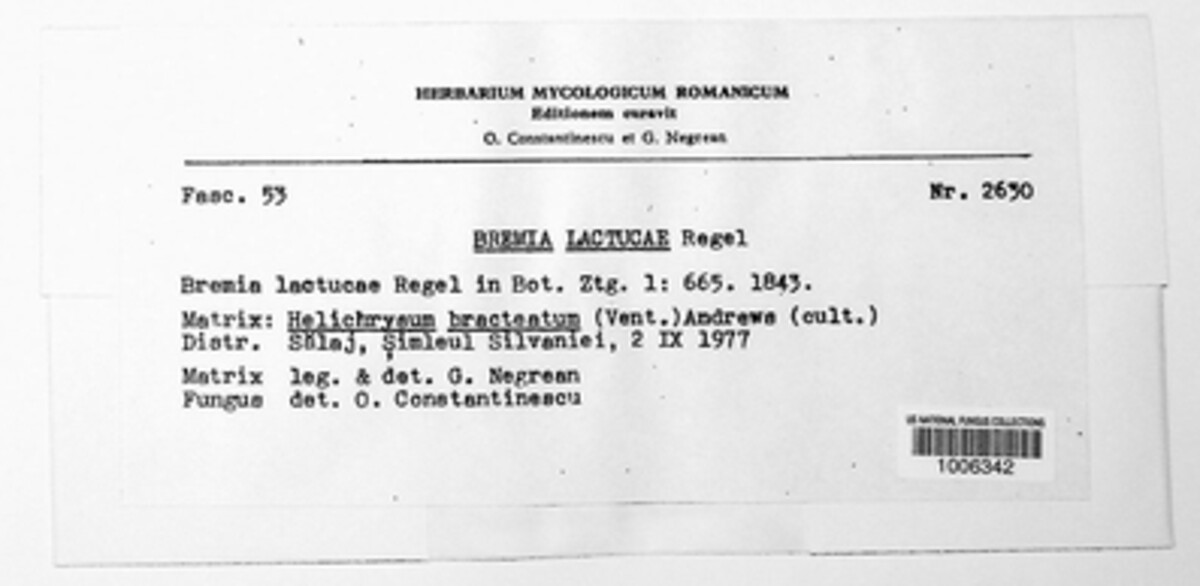 HERBARIUM MYCOLOGICUM ROMANICUM
Editionem curavit
O. Constantinescu et G. Negrean
Fasc. 53
Nr. 2630
BREMIA LACTUCAE Regel
Bremia lactucae Regel in Bot. Ztg. 1: 665. 1843.
Matrix: Helichrysum bracteatum (Vent.)Andrews (cult.)
Distr. Sălaj, Șimleul Silvaniei, 2 IX 1977
Matrix leg. & det. G. Negrean
Fungus det. O. Constantinescu
US NATIONAL FUNGUS COLLECTIONS
1006342